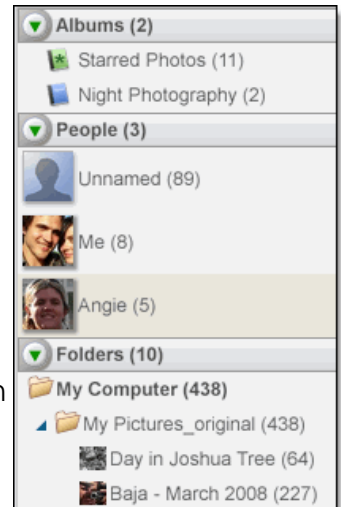 Albums (2)
Starred Photos (11)
Night Photography (2)
People (3)
Unnamed (89)
Me (8)
Angie (5)
Folders (10)
My Computer (438)
My Pictures_original (438)
Day in Joshua Tree (64)
Baja - March 2008 (227)